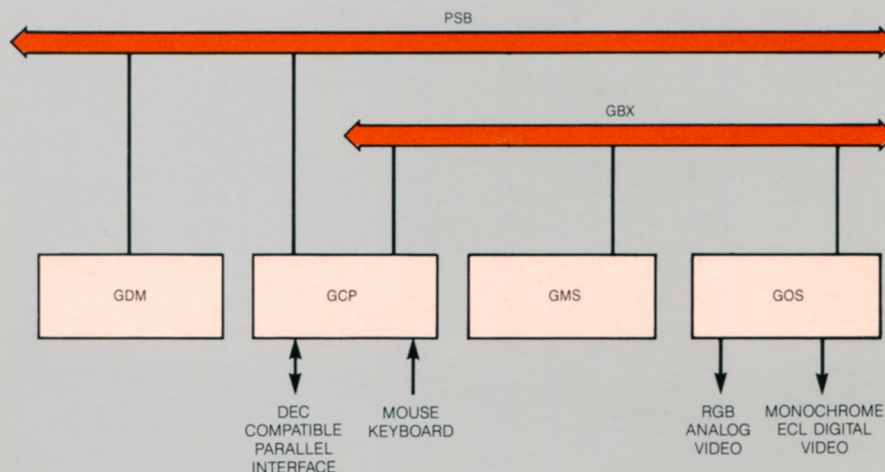 PSB
GBX
GDM
GCP
GMS
GOS
DEC
COMPATIBLE
PARALLEL
INTERFACE
MOUSE
KEYBOARD
RGB
ANALOG
VIDEO
MONOCHROME
ECL DIGITAL
VIDEO